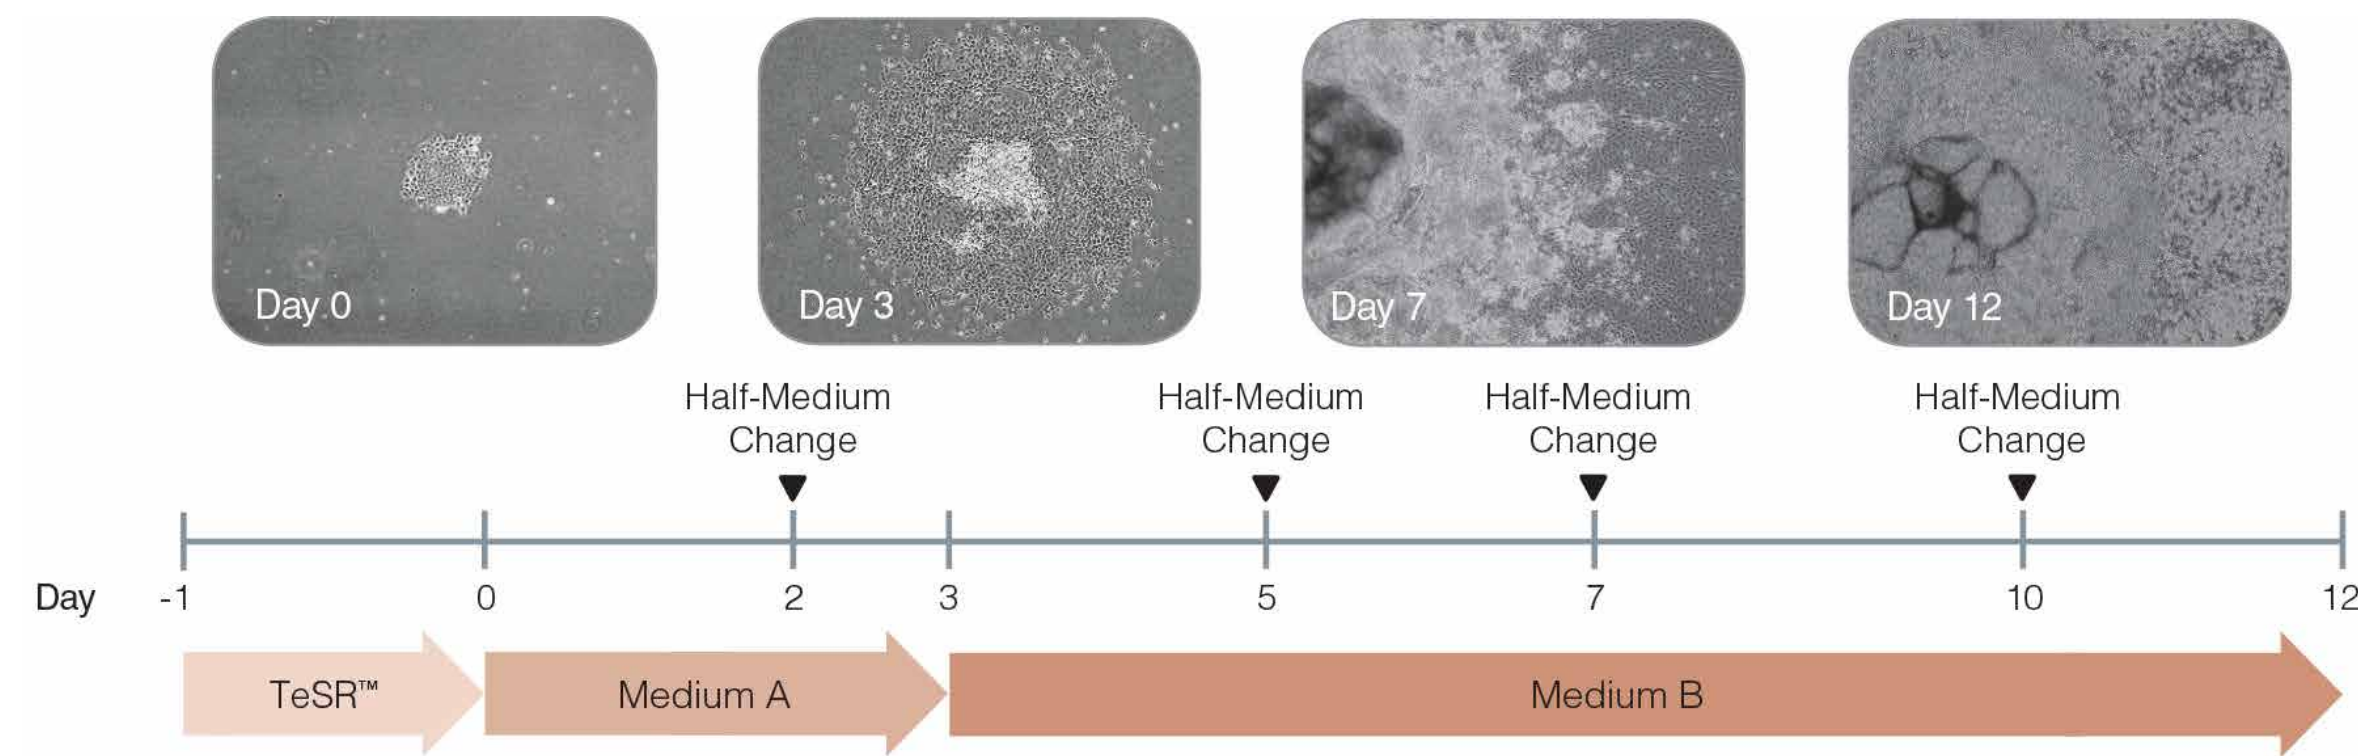 Day 0
Day 3
Day 7
Day 12
Half-Medium
Change
Half-Medium
Change
Half-Medium
Change
Half-Medium
Change
Day -1 0 2 3 5 7 10 12
TeSR™
Medium A
Medium B